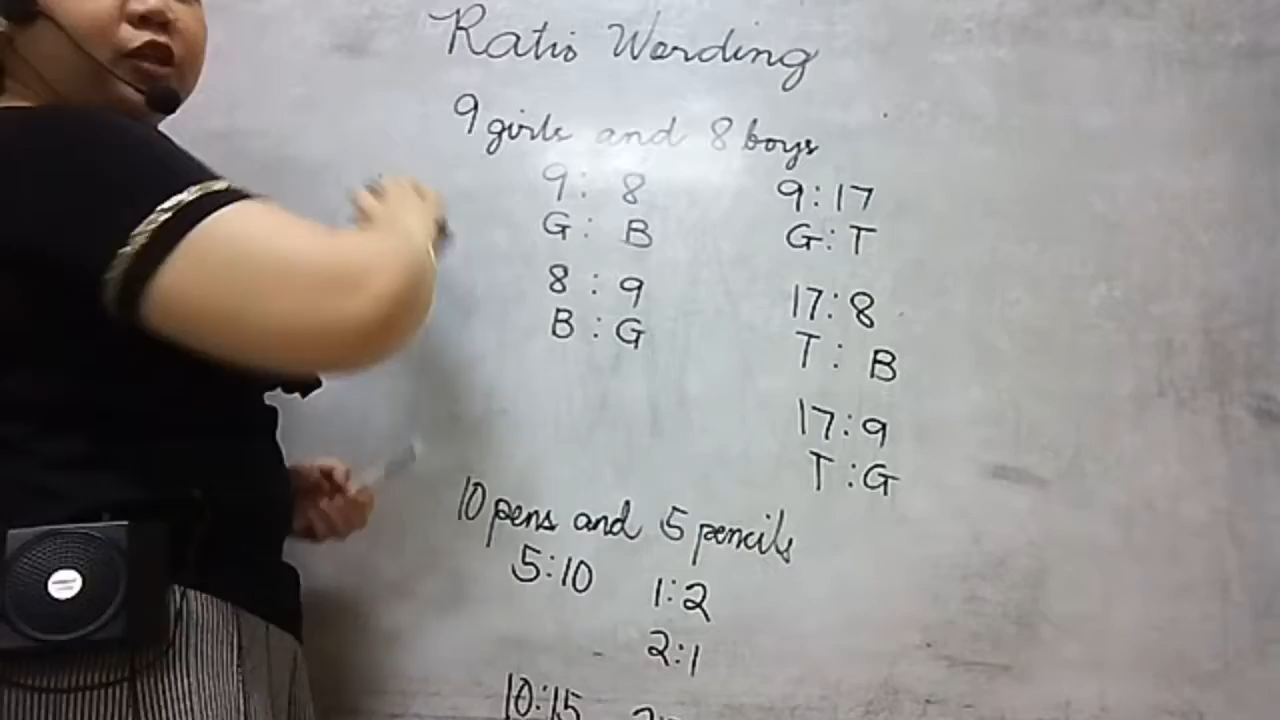 Ratio Wording
9 girls and 8 boys
9 : 8
G : B
8 : 9
B : G
9 : 17
G : T
17 : 8
T : B
17 : 9
T : G
10 pens and 5 pencils
5:10 1:2
2:1
10:15